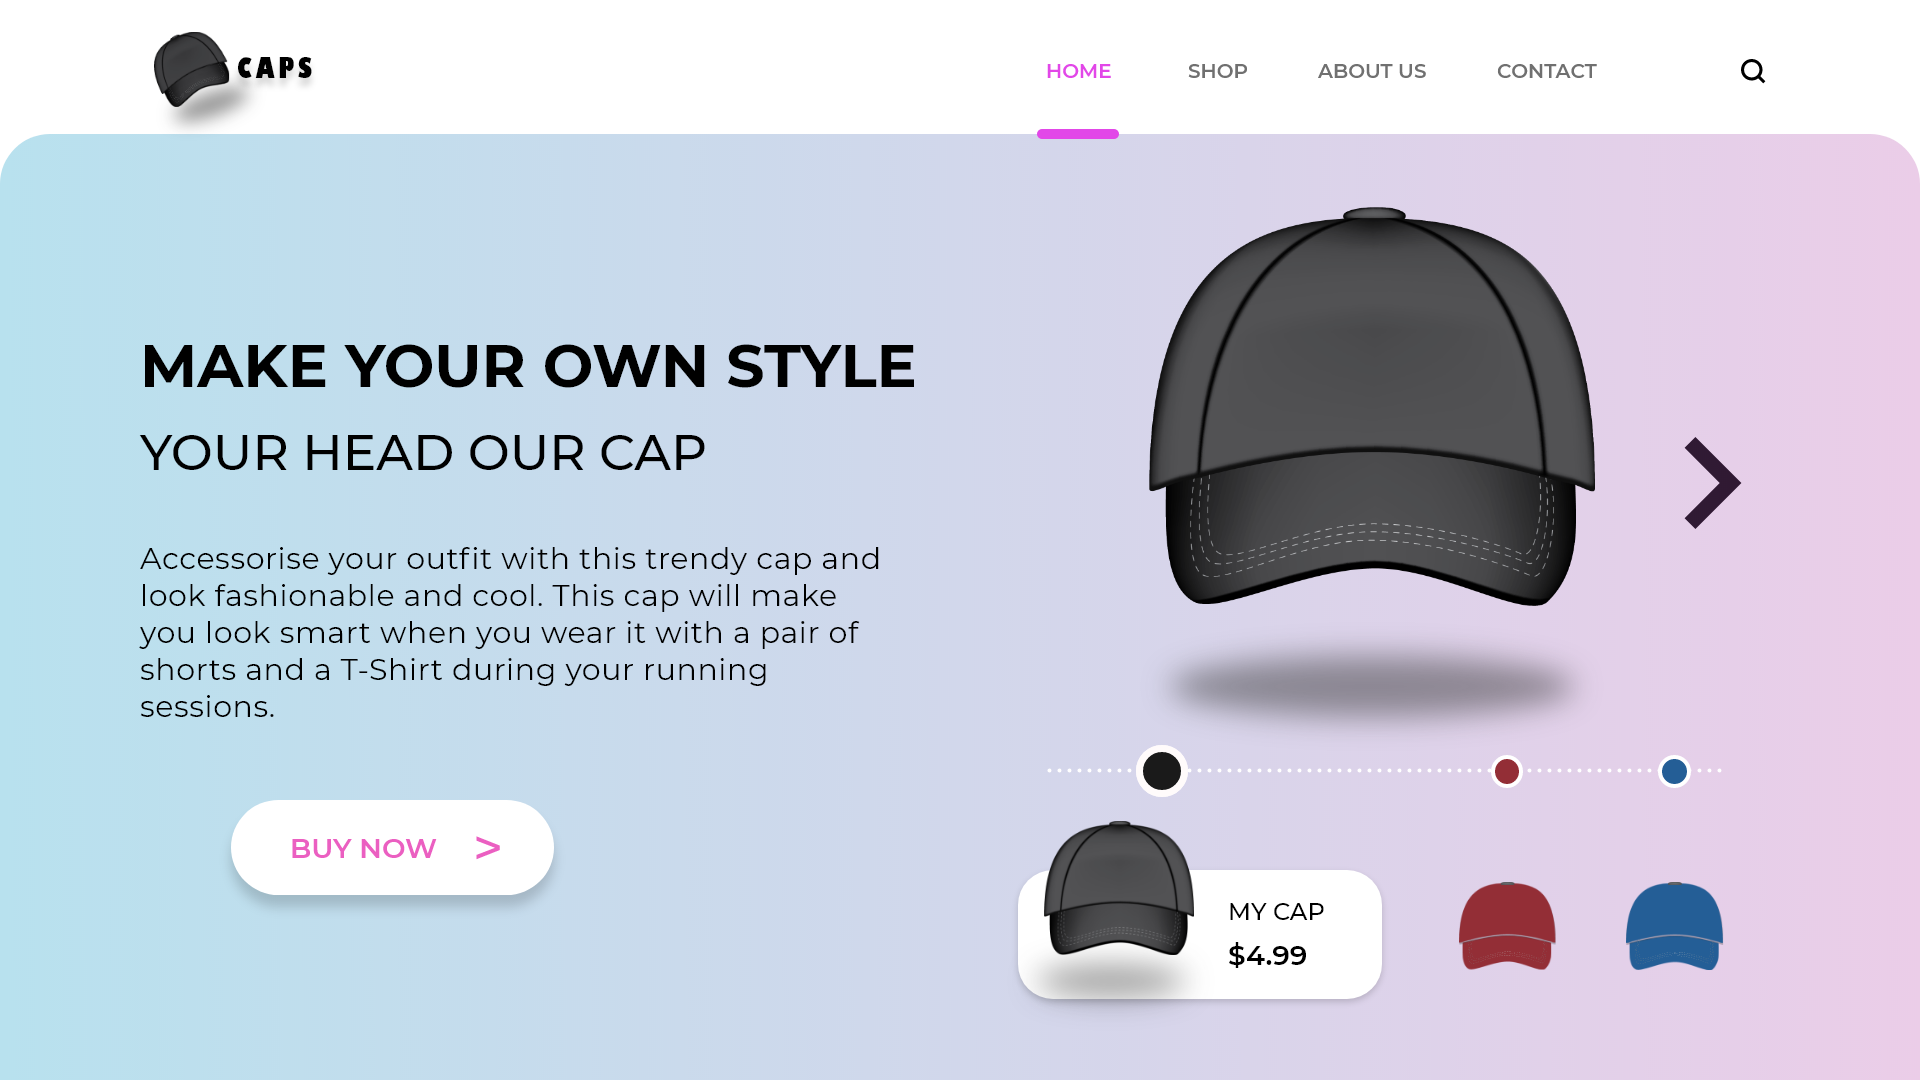 CAPS
HOME
SHOP
ABOUT US
CONTACT
MAKE YOUR OWN STYLE
YOUR HEAD OUR CAP
Accessorise your outfit with this trendy cap and
look fashionable and cool. This cap will make
you look smart when you wear it with a pair of
shorts and a T-Shirt during your running
sessions.
BUY NOW >
MY CAP
$4.99